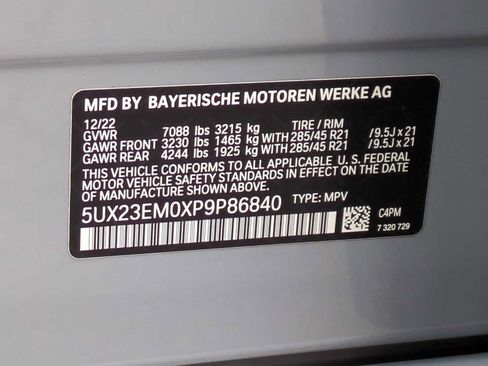 MFD BY BAYERISCHE MOTOREN WERKE AG
12/22
GVWR 7088 lbs 3215 kg TIRE / RIM
GAWR FRONT 3230 lbs 1465 kg WITH 285/45 R21 /9.5J x 21
GAWR REAR 4244 lbs 1925 kg WITH 285/45 R21 /9.5J x 21
THIS VEHICLE CONFORMS TO ALL APPLICABLE U.S. FEDERAL
MOTOR VEHICLE SAFETY STANDARDS IN EFFECT ON THE
DATE OF MANUFACTURE SHOWN ABOVE.
5UX23EM0XP9P86840 TYPE: MPV
C4PM
7 320 729